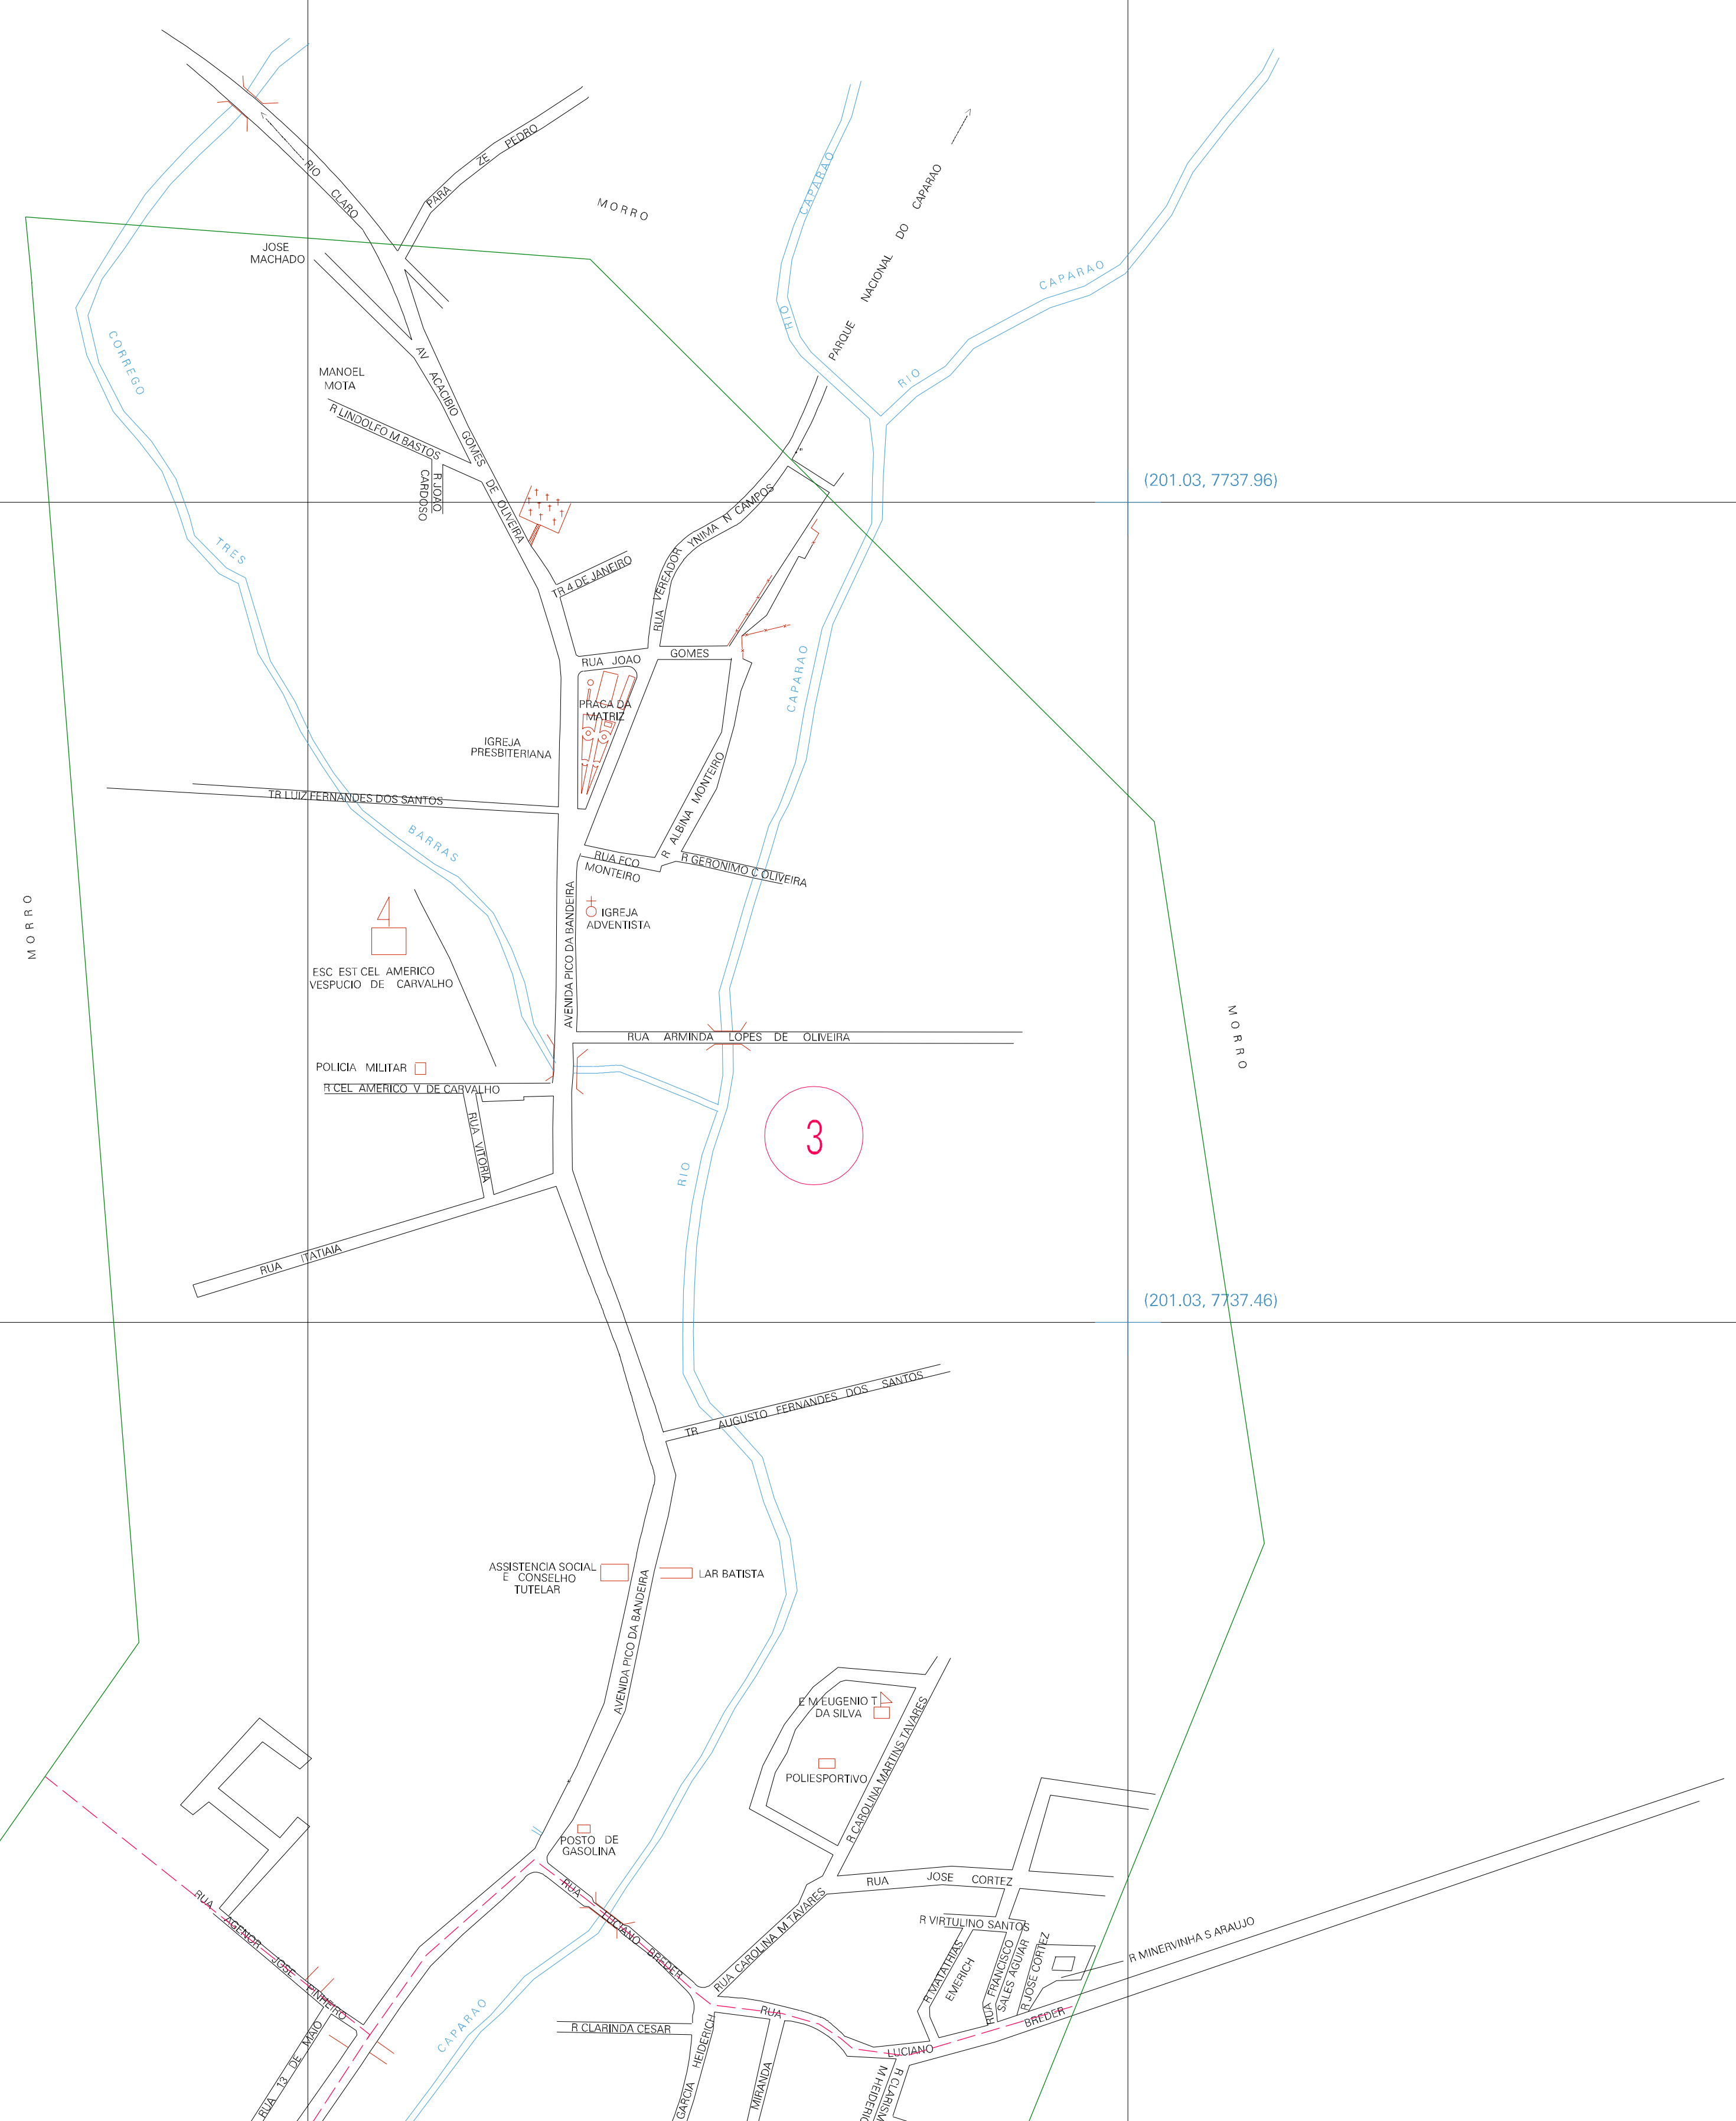 RIO CLARO
PARA ZE PEDRO
MORRO
CAPARAO
RIO
PARQUE NACIONAL DO CAPARAO
RIO CAPARAO
JOSE
MACHADO
CORREGO
TRES
BARRAS
MANOEL
MOTA
AV ACACIBIO GOMES DE OLIVEIRA
R LINDOLFO M BASTOS
R JOAO
CARDOSO
(201.03, 7737.96)
TR 4 DE JANEIRO
RUA VEREADOR YNIMA N CAMPOS
RUA JOAO GOMES
CAPARAO
PRACA DA
MATRIZ
IGREJA
PRESBITERIANA
TR LUIZ FERNANDES DOS SANTOS
R ALBINA MONTEIRO
RUA FCO
MONTEIRO
R GERONIMO C OLIVEIRA
MORRO
IGREJA
ADVENTISTA
AVENIDA PICO DA BANDEIRA
ESC EST CEL AMERICO
VESPUCIO DE CARVALHO
MORRO
RUA ARMINDA LOPES DE OLIVEIRA
POLICIA MILITAR
R CEL AMERICO V DE CARVALHO
RUA VITORIA
3
RIO
RUA ITATIAIA
(201.03, 7737.46)
TR AUGUSTO FERNANDES DOS SANTOS
ASSISTENCIA SOCIAL
E CONSELHO
TUTELAR
LAR BATISTA
AVENIDA PICO DA BANDEIRA
E M EUGENIO T
DA SILVA
POLIESPORTIVO
R CAROLINA MARTINS TAVARES
POSTO DE
GASOLINA
RUA LUCIANO BREDER
RUA CAROLINA M TAVARES
RUA JOSE CORTEZ
R VIRTULINO SANTOS
R MATATHIAS
EMERICH
RUA FRANCISCO
SALES AGUIAR
R JOSE CORTEZ
R MINERVINHA S ARAUJO
RUA AGENOR JOSE PINHEIRO
RUA 13 DE MAIO
CAPARAO
R CLARINDA CESAR
GARCIA HEIDERICH
MIRANDA
RUA LUCIANO BREDER
M HEIDERIC
R CLARISM